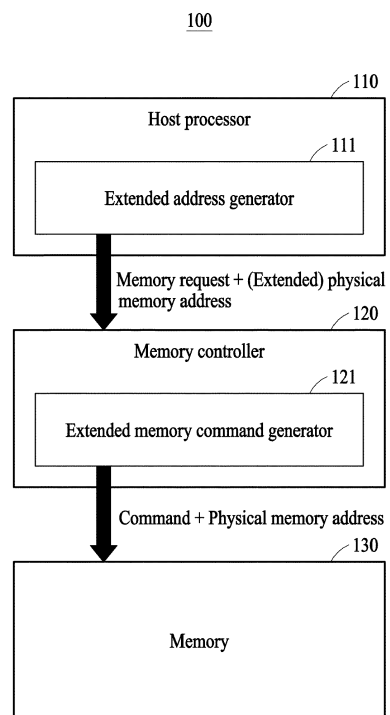 100
110
Host processor
111
Extended address generator
Memory request + (Extended) physical
memory address
120
Memory controller
121
Extended memory command generator
Command + Physical memory address
130
Memory